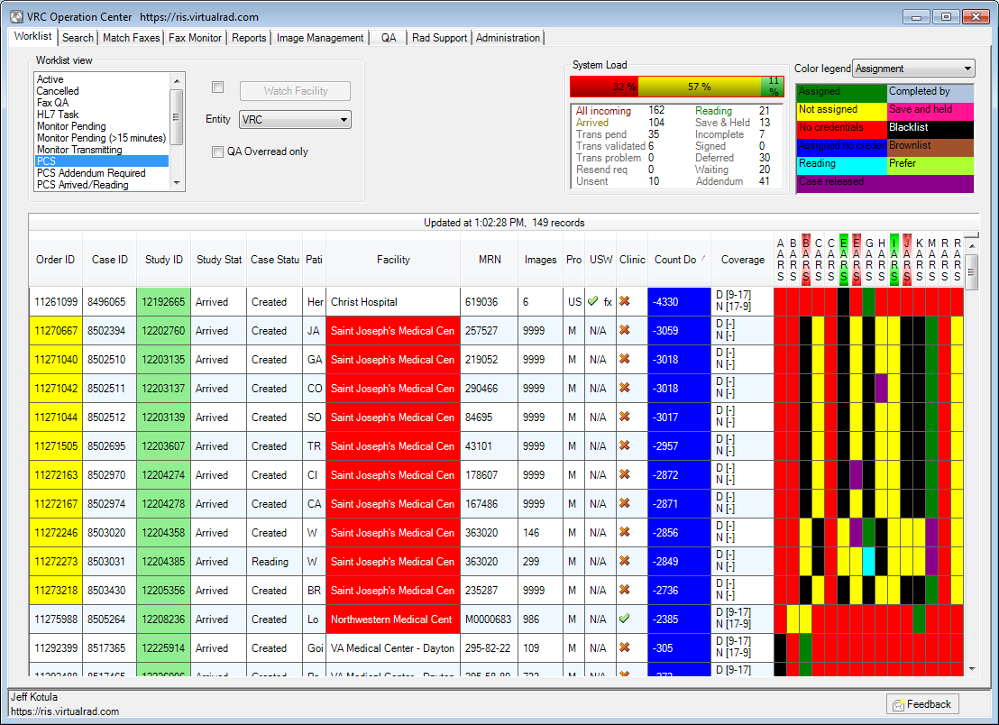 VRC Operation Center   https://ris.virtualrad.com
Worklist Search Match Faxes Fax Monitor Reports Image Management QA Rad Support Administration
Worklist view
Active
Cancelled
Fax QA
HL7 Task
Monitor Pending
Monitor Pending (>15 minutes)
Monitor Transmitting
PCS
PCS Addendum Required
PCS Arrived/Reading
Watch Facility
Entity VRC
QA Overread only
System Load
32 % 57 % 11 %
All incoming 162 Reading 21
Arrived 104 Save & Held 13
Trans pend 35 Incomplete 7
Trans validated 6 Signed 0
Trans problem 0 Deferred 30
Resend req 0 Waiting 20
Unsent 10 Addendum 41
Color legend Assignment
Assigned Completed by
Not assigned Save and held
No credentials Blacklist
Assigned no creden Brownlist
Reading Prefer
Case released
Updated at 1:02:28 PM,  149 records
Order ID Case ID Study ID Study Stat Case Statu Pati Facility MRN Images Pro USW Clinic Count Do Coverage
A B B C C E E G H I J K M R R
A A A A A A A A A A A A A A A
R R R R R R R R R R R R R R R
S S S S S S S S S S S S S S S
11261099 8496065 12192665 Arrived Created Her Christ Hospital 619036 6 US fx -4330 D [9-17]
N [17-9]
11270667 8502394 12202760 Arrived Created JA Saint Joseph's Medical Cen 257527 9999 M N/A -3059 D [-]
N [-]
11271040 8502510 12203135 Arrived Created GA Saint Joseph's Medical Cen 219052 9999 M N/A -3018 D [-]
N [-]
11271042 8502511 12203137 Arrived Created CO Saint Joseph's Medical Cen 290466 9999 M N/A -3018 D [-]
N [-]
11271044 8502512 12203139 Arrived Created SO Saint Joseph's Medical Cen 84695 9999 M N/A -3017 D [-]
N [-]
11271505 8502695 12203607 Arrived Created TR Saint Joseph's Medical Cen 43101 9999 M N/A -2957 D [-]
N [-]
11272163 8502970 12204274 Arrived Created CI Saint Joseph's Medical Cen 178607 9999 M N/A -2872 D [-]
N [-]
11272167 8502974 12204278 Arrived Created CA Saint Joseph's Medical Cen 167486 9999 M N/A -2871 D [-]
N [-]
11272246 8503020 12204358 Arrived Created W Saint Joseph's Medical Cen 363020 146 M N/A -2856 D [-]
N [-]
11272273 8503031 12204385 Arrived Reading W Saint Joseph's Medical Cen 363020 299 M N/A -2849 D [-]
N [-]
11273218 8503430 12205356 Arrived Created BR Saint Joseph's Medical Cen 235287 9999 M N/A -2736 D [-]
N [-]
11275988 8505264 12208236 Arrived Created Lo Northwestern Medical Cent M0000683 986 M N/A -2385 D [9-17]
N [17-9]
11292399 8517365 12225914 Arrived Created Goi VA Medical Center - Dayton 295-82-22 109 M N/A -305 D [9-17]
N [17-9]
Arrived Created VA Medical Center - Dayton M N/A D [9-17]
Jeff Kotula
https://ris.virtualrad.com
Feedback